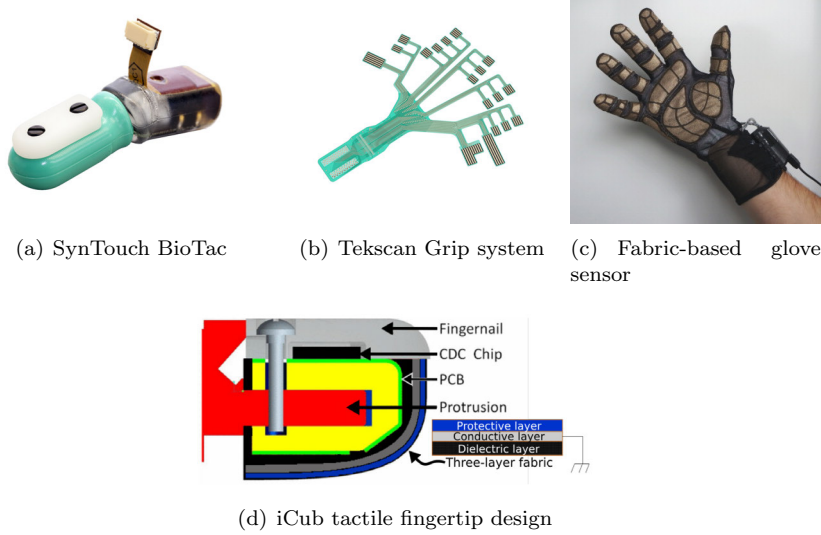 (a) SynTouch BioTac
(b) Tekscan Grip system
(c) Fabric-based glove
sensor
Fingernail
CDC Chip
PCB
Protrusion
Protective layer
Conductive layer
Dielectric layer
Three-layer fabric
(d) iCub tactile fingertip design